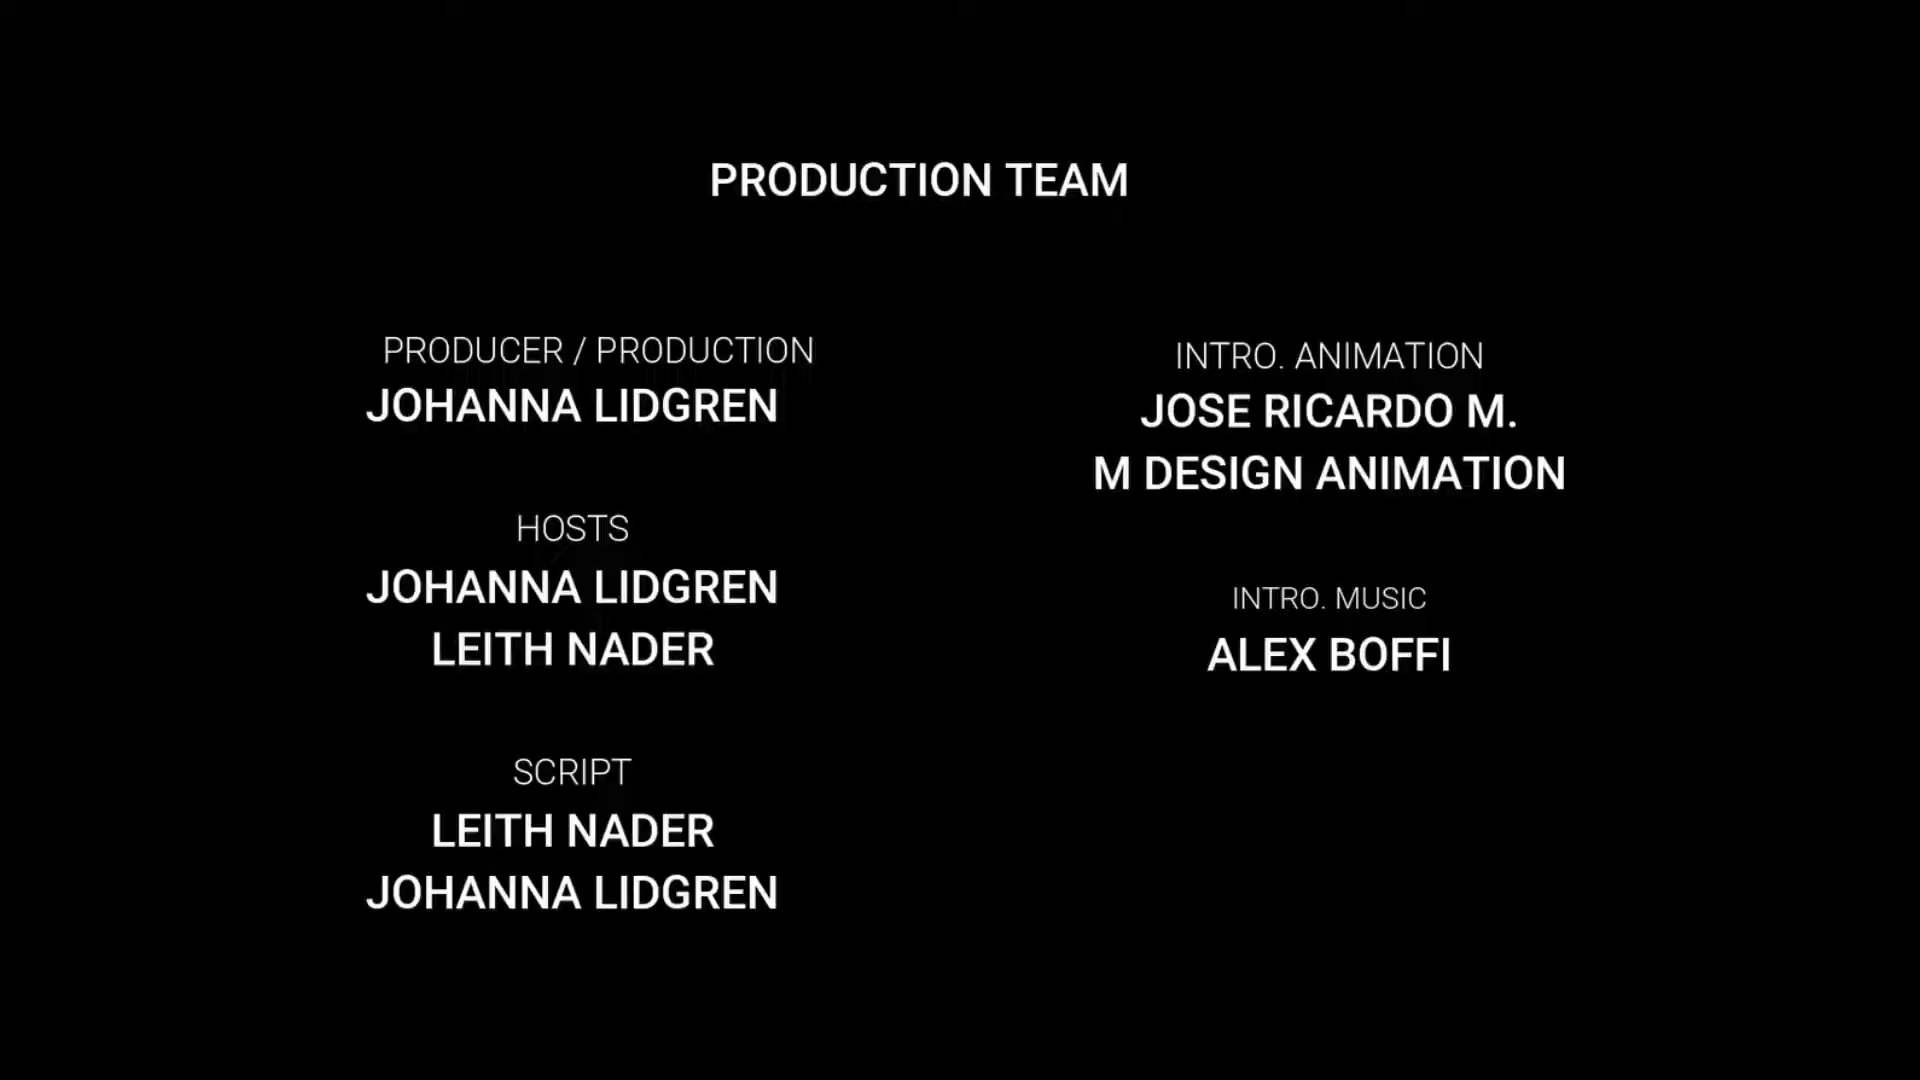 PRODUCTION TEAM
PRODUCER / PRODUCTION
JOHANNA LIDGREN
HOSTS
JOHANNA LIDGREN
LEITH NADER
SCRIPT
LEITH NADER
JOHANNA LIDGREN
INTRO. ANIMATION
JOSE RICARDO M.
M DESIGN ANIMATION
INTRO. MUSIC
ALEX BOFFI